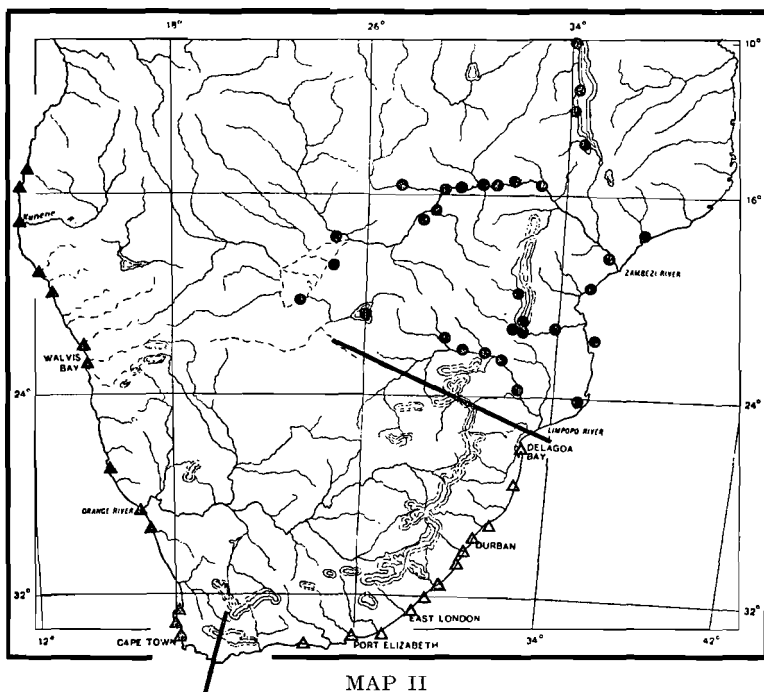 18° 26° 34°
10°
16°
Kunene
ZAMBEZI RIVER
WALVIS
BAY
24° 24°
LIMPOPO RIVER
DELAGOA
BAY
ORANGE RIVER
DURBAN
32° 32°
EAST LONDON
CAPE TOWN PORT ELIZABETH
12° 34° 42°
MAP II